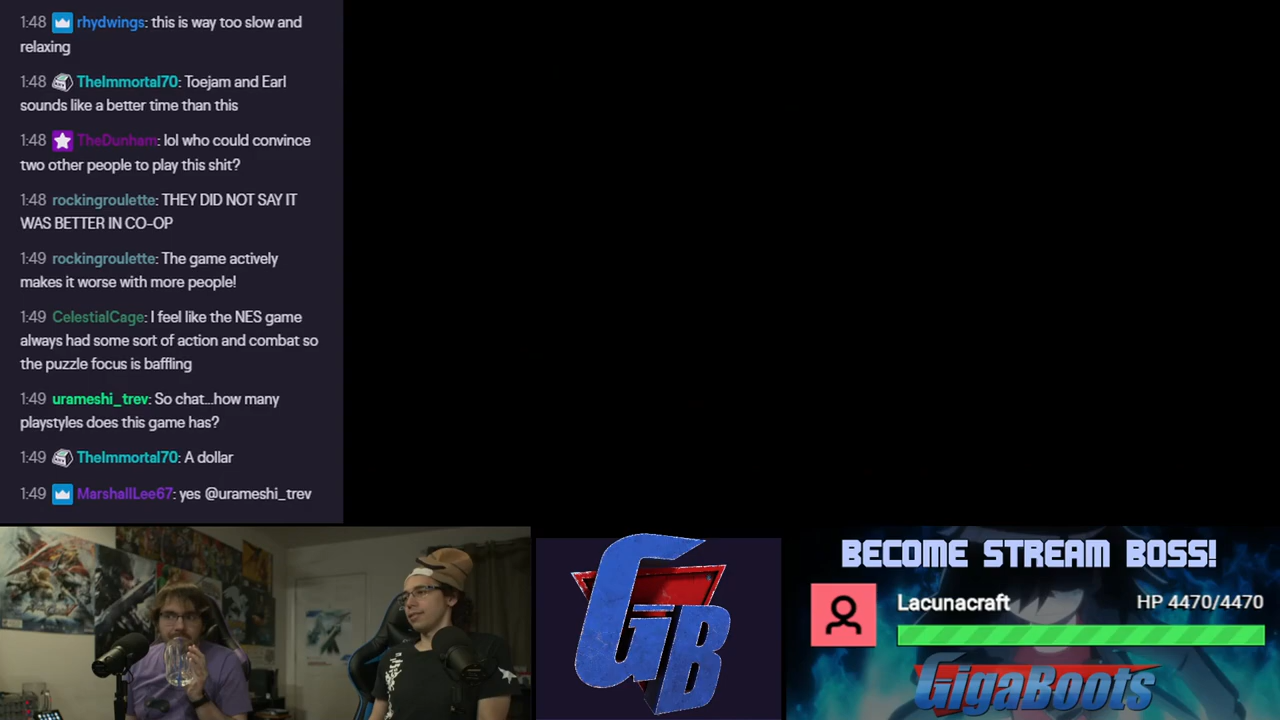 1:48 rhydwings: this is way too slow and
relaxing
1:48 TheImmortal70: Toejam and Earl
sounds like a better time than this
1:48 TheDunham: lol who could convince
two other people to play this shit?
1:48 rockingroulette: THEY DID NOT SAY IT
WAS BETTER IN CO-OP
1:49 rockingroulette: The game actively
makes it worse with more people!
1:49 CelestialCage: I feel like the NES game
always had some sort of action and combat so
the puzzle focus is baffling
1:49 urameshi_trev: So chat...how many
playstyles does this game has?
1:49 TheImmortal70: A dollar
1:49 MarshallLee67: yes @urameshi_trev
GB
BECOME STREAM BOSS!
Lacunacraft HP 4470/4470
GIGABOOTS